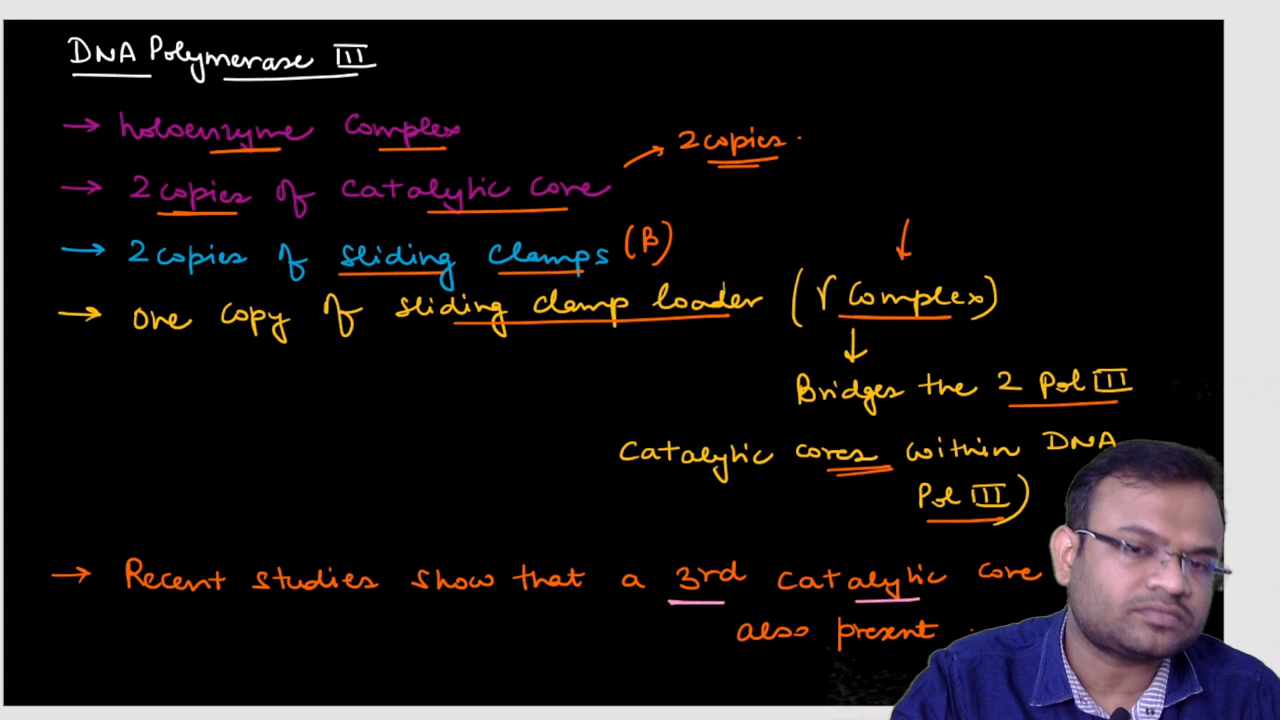 DNA Polymerase III
→ holoenzyme complex
→ 2 copies of catalytic core → 2 copies.
→ 2 copies of sliding clamps (β)
→ one copy of sliding clamp loader (γ complex)
Bridges the 2 Pol III
catalytic cores within DNA
Pol III)
→ Recent studies show that a 3rd catalytic core
also present.